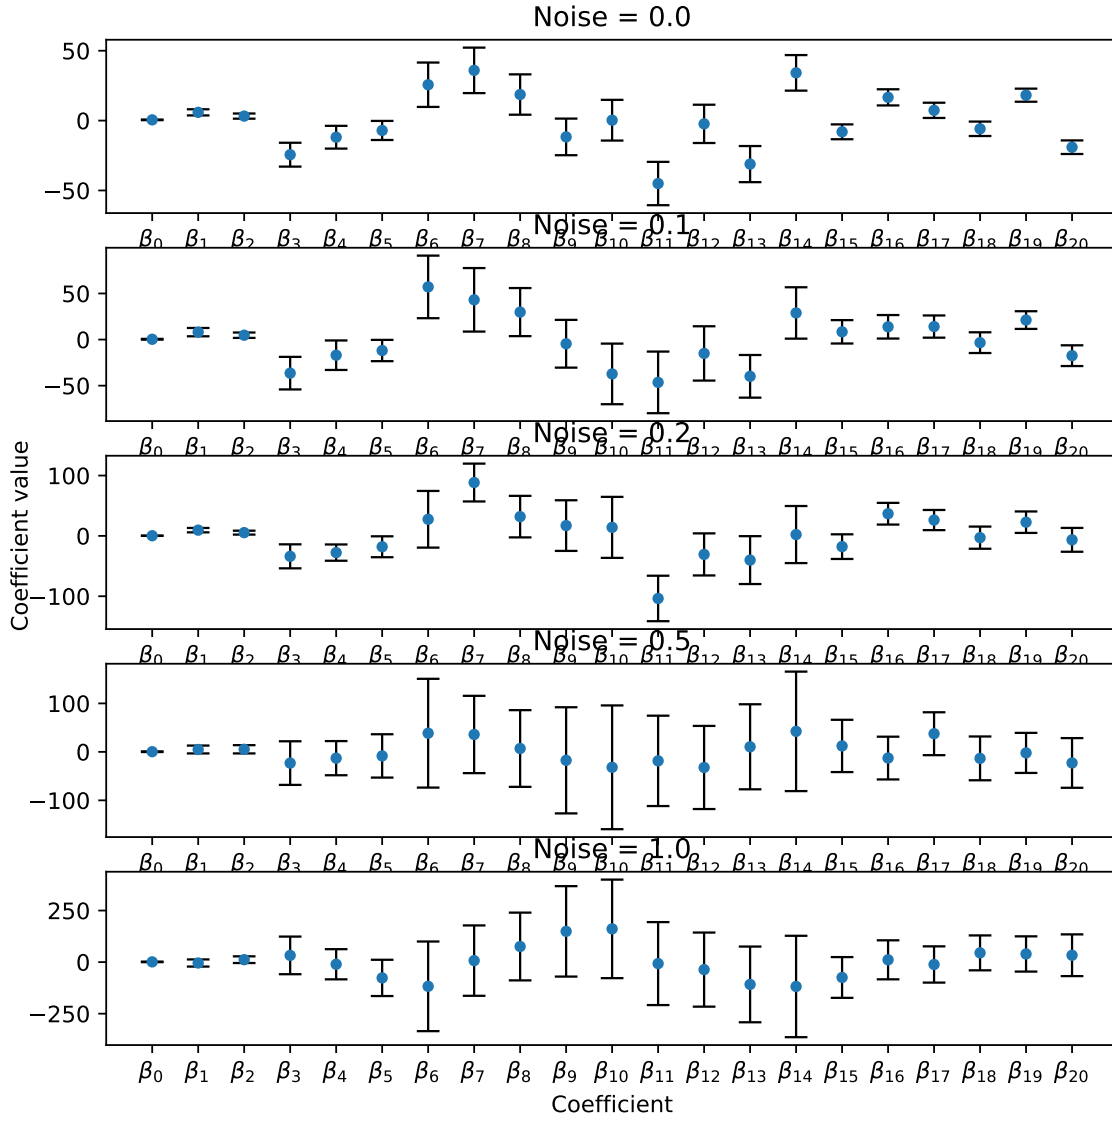 Noise = 0.0
50
0
−50
β₀ β₁ β₂ β₃ β₄ β₅ β₆ β₇ β₈ β₉ β₁₀ β₁₁ β₁₂ β₁₃ β₁₄ β₁₅ β₁₆ β₁₇ β₁₈ β₁₉ β₂₀
Noise = 0.1
50
0
−50
β₀ β₁ β₂ β₃ β₄ β₅ β₆ β₇ β₈ β₉ β₁₀ β₁₁ β₁₂ β₁₃ β₁₄ β₁₅ β₁₆ β₁₇ β₁₈ β₁₉ β₂₀
Noise = 0.2
100
0
−100
Coefficient value
β₀ β₁ β₂ β₃ β₄ β₅ β₆ β₇ β₈ β₉ β₁₀ β₁₁ β₁₂ β₁₃ β₁₄ β₁₅ β₁₆ β₁₇ β₁₈ β₁₉ β₂₀
Noise = 0.5
100
0
−100
β₀ β₁ β₂ β₃ β₄ β₅ β₆ β₇ β₈ β₉ β₁₀ β₁₁ β₁₂ β₁₃ β₁₄ β₁₅ β₁₆ β₁₇ β₁₈ β₁₉ β₂₀
Noise = 1.0
250
0
−250
β₀ β₁ β₂ β₃ β₄ β₅ β₆ β₇ β₈ β₉ β₁₀ β₁₁ β₁₂ β₁₃ β₁₄ β₁₅ β₁₆ β₁₇ β₁₈ β₁₉ β₂₀
Coefficient